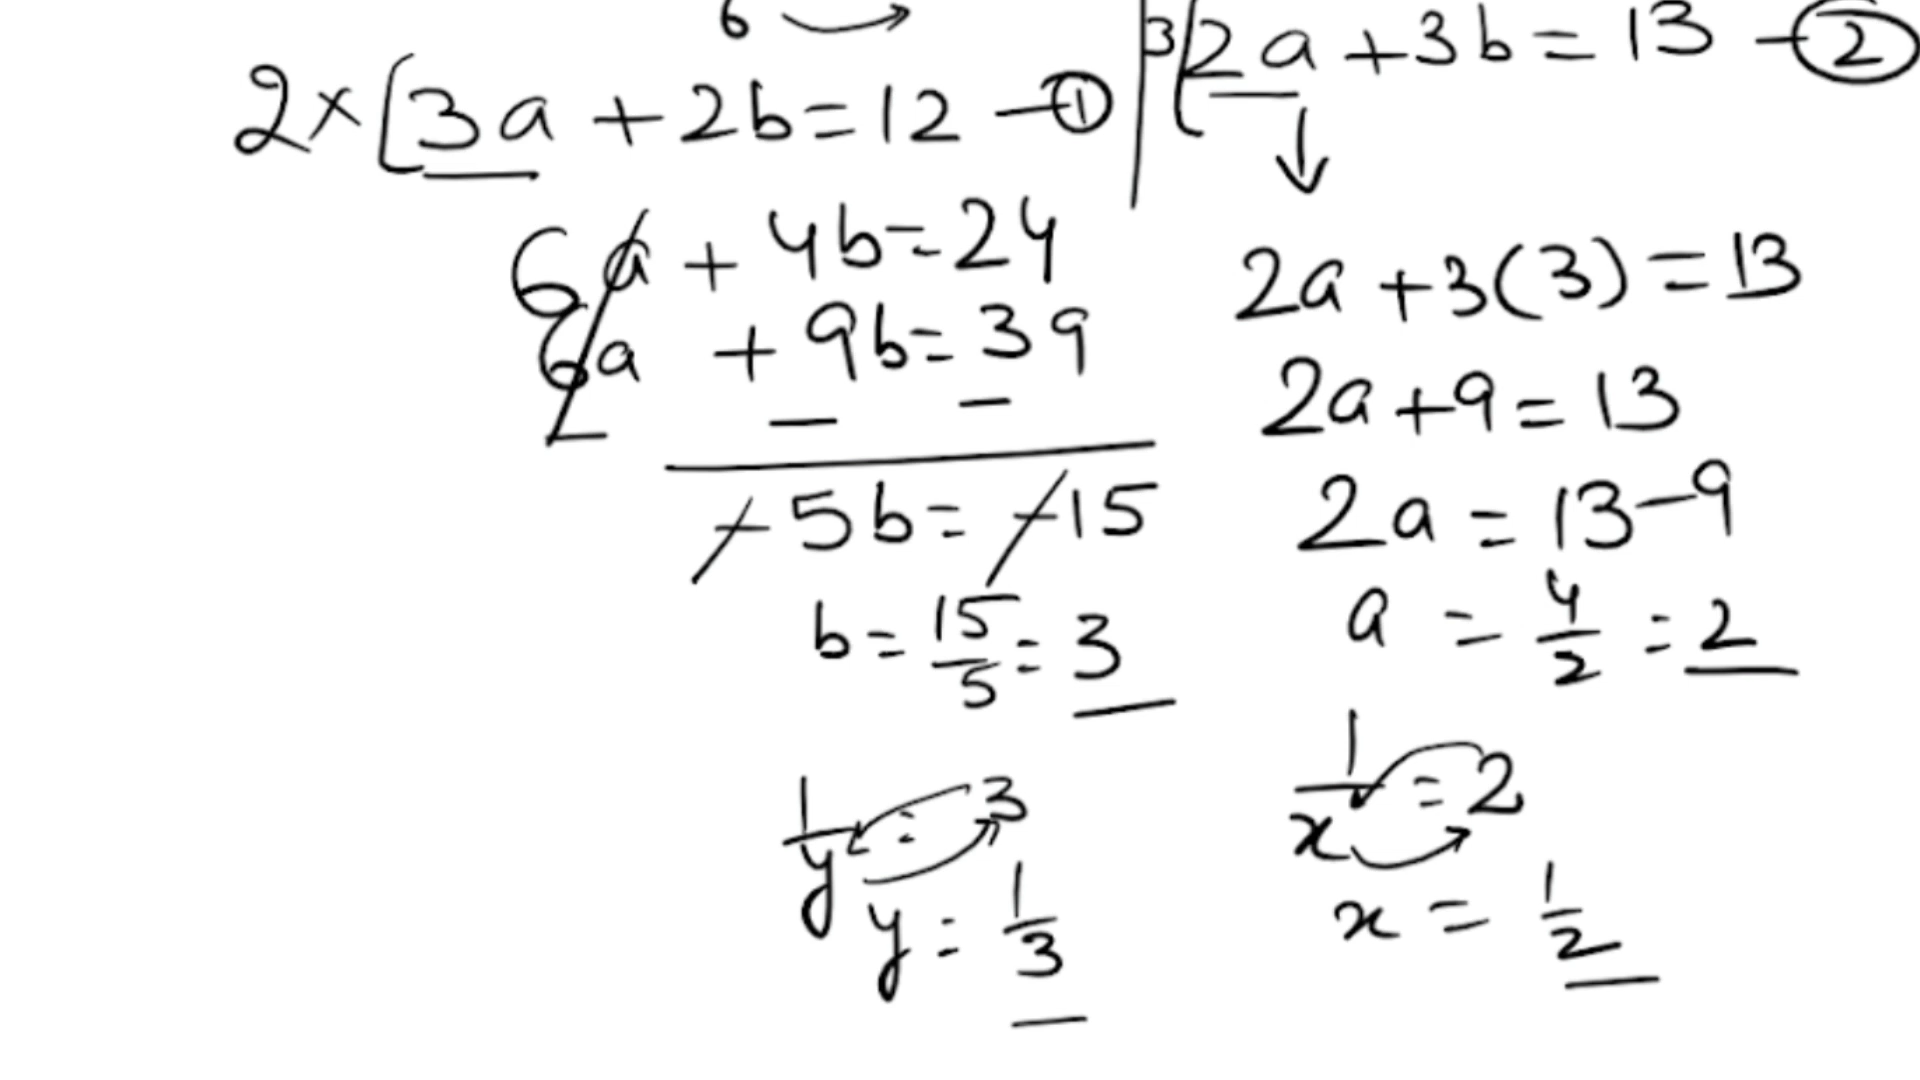 6
2 × [3a + 2b = 12 — ①
3[2a + 3b = 13 — ②
6a + 4b = 24
6a + 9b = 39
— — —
-5b = -15
b = 15/5 = 3
1/y = 3
y = 1/3
2a + 3(3) = 13
2a + 9 = 13
2a = 13 - 9
a = 4/2 = 2
1/x = 2
x = 1/2